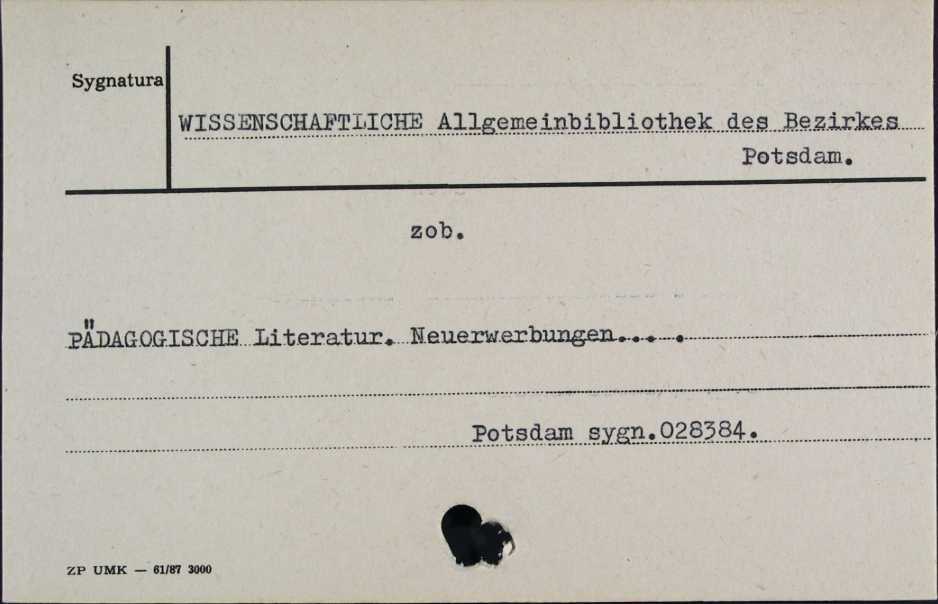 Sygnatura
WISSENSCHAFTLICHE Allgemeinbibliothek des Bezirkes
Potsdam.
zob.
PÄDAGOGISCHE Literatur. Neuerwerbungen... .
Potsdam sygn.028384.
ZP UMK — 61/87 3000